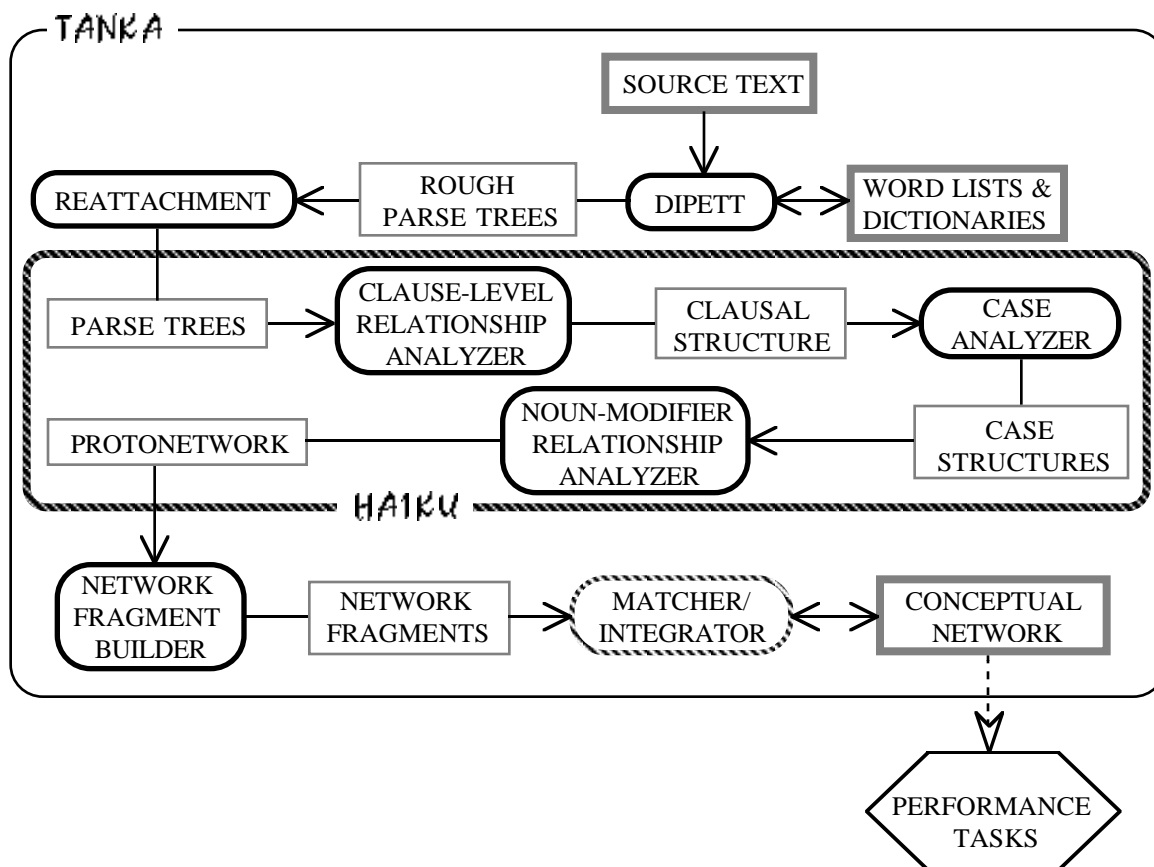 TANKA
SOURCE TEXT
REATTACHMENT
ROUGH
PARSE TREES
DIPETT
WORD LISTS &
DICTIONARIES
PARSE TREES
CLAUSE-LEVEL
RELATIONSHIP
ANALYZER
CLAUSAL
STRUCTURE
CASE
ANALYZER
PROTONETWORK
NOUN-MODIFIER
RELATIONSHIP
ANALYZER
CASE
STRUCTURES
HAIKU
NETWORK
FRAGMENT
BUILDER
NETWORK
FRAGMENTS
MATCHER/
INTEGRATOR
CONCEPTUAL
NETWORK
PERFORMANCE
TASKS